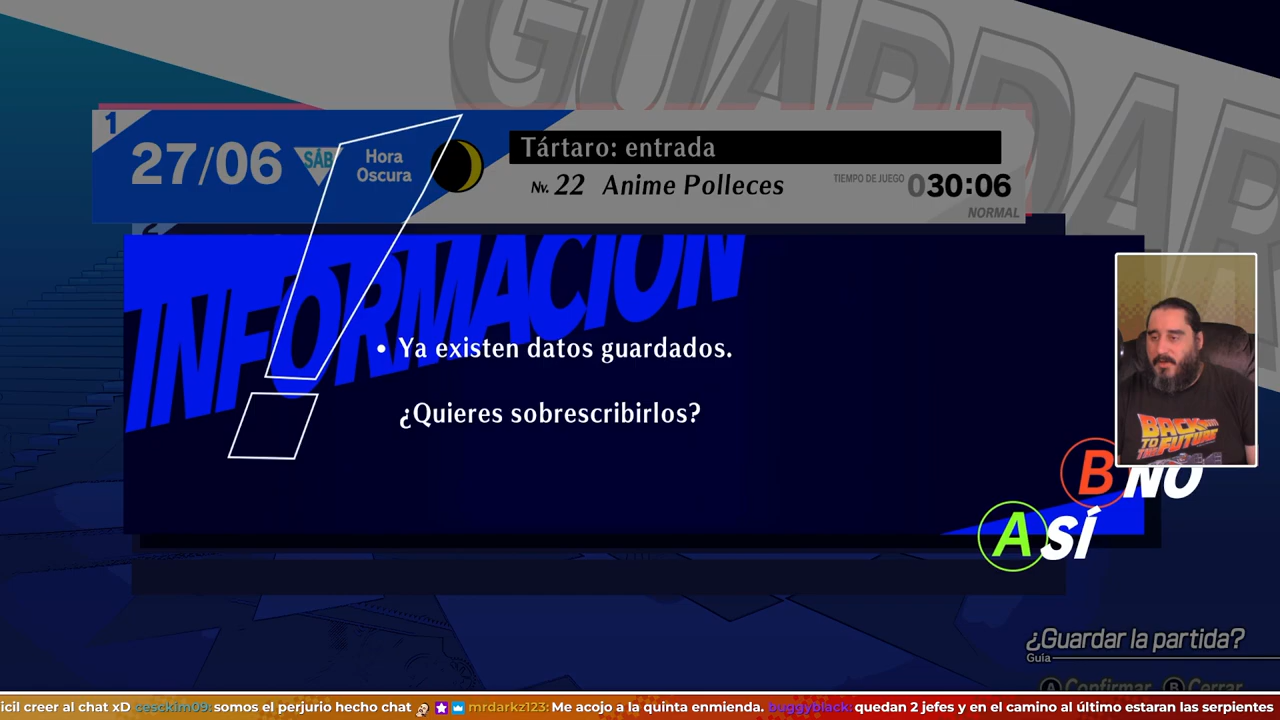 GUARDAR
1
27/06
SÁB
Hora
Oscura
Tártaro: entrada
Nv. 22 Anime Polleces
TIEMPO DE JUEGO
030:06
NORMAL
2
INFORMACIÓN
• Ya existen datos guardados.
¿Quieres sobrescribirlos?
BACK
TO THE
FUTURE
B NO
A SÍ
¿Guardar la partida?
Guía
A Confirmar B Cerrar
icil creer al chat xD cesckim09: somos el perjurio hecho chat mrdarkz123: Me acojo a la quinta enmienda. buggyblack: quedan 2 jefes y en el camino al último estaran las serpientes